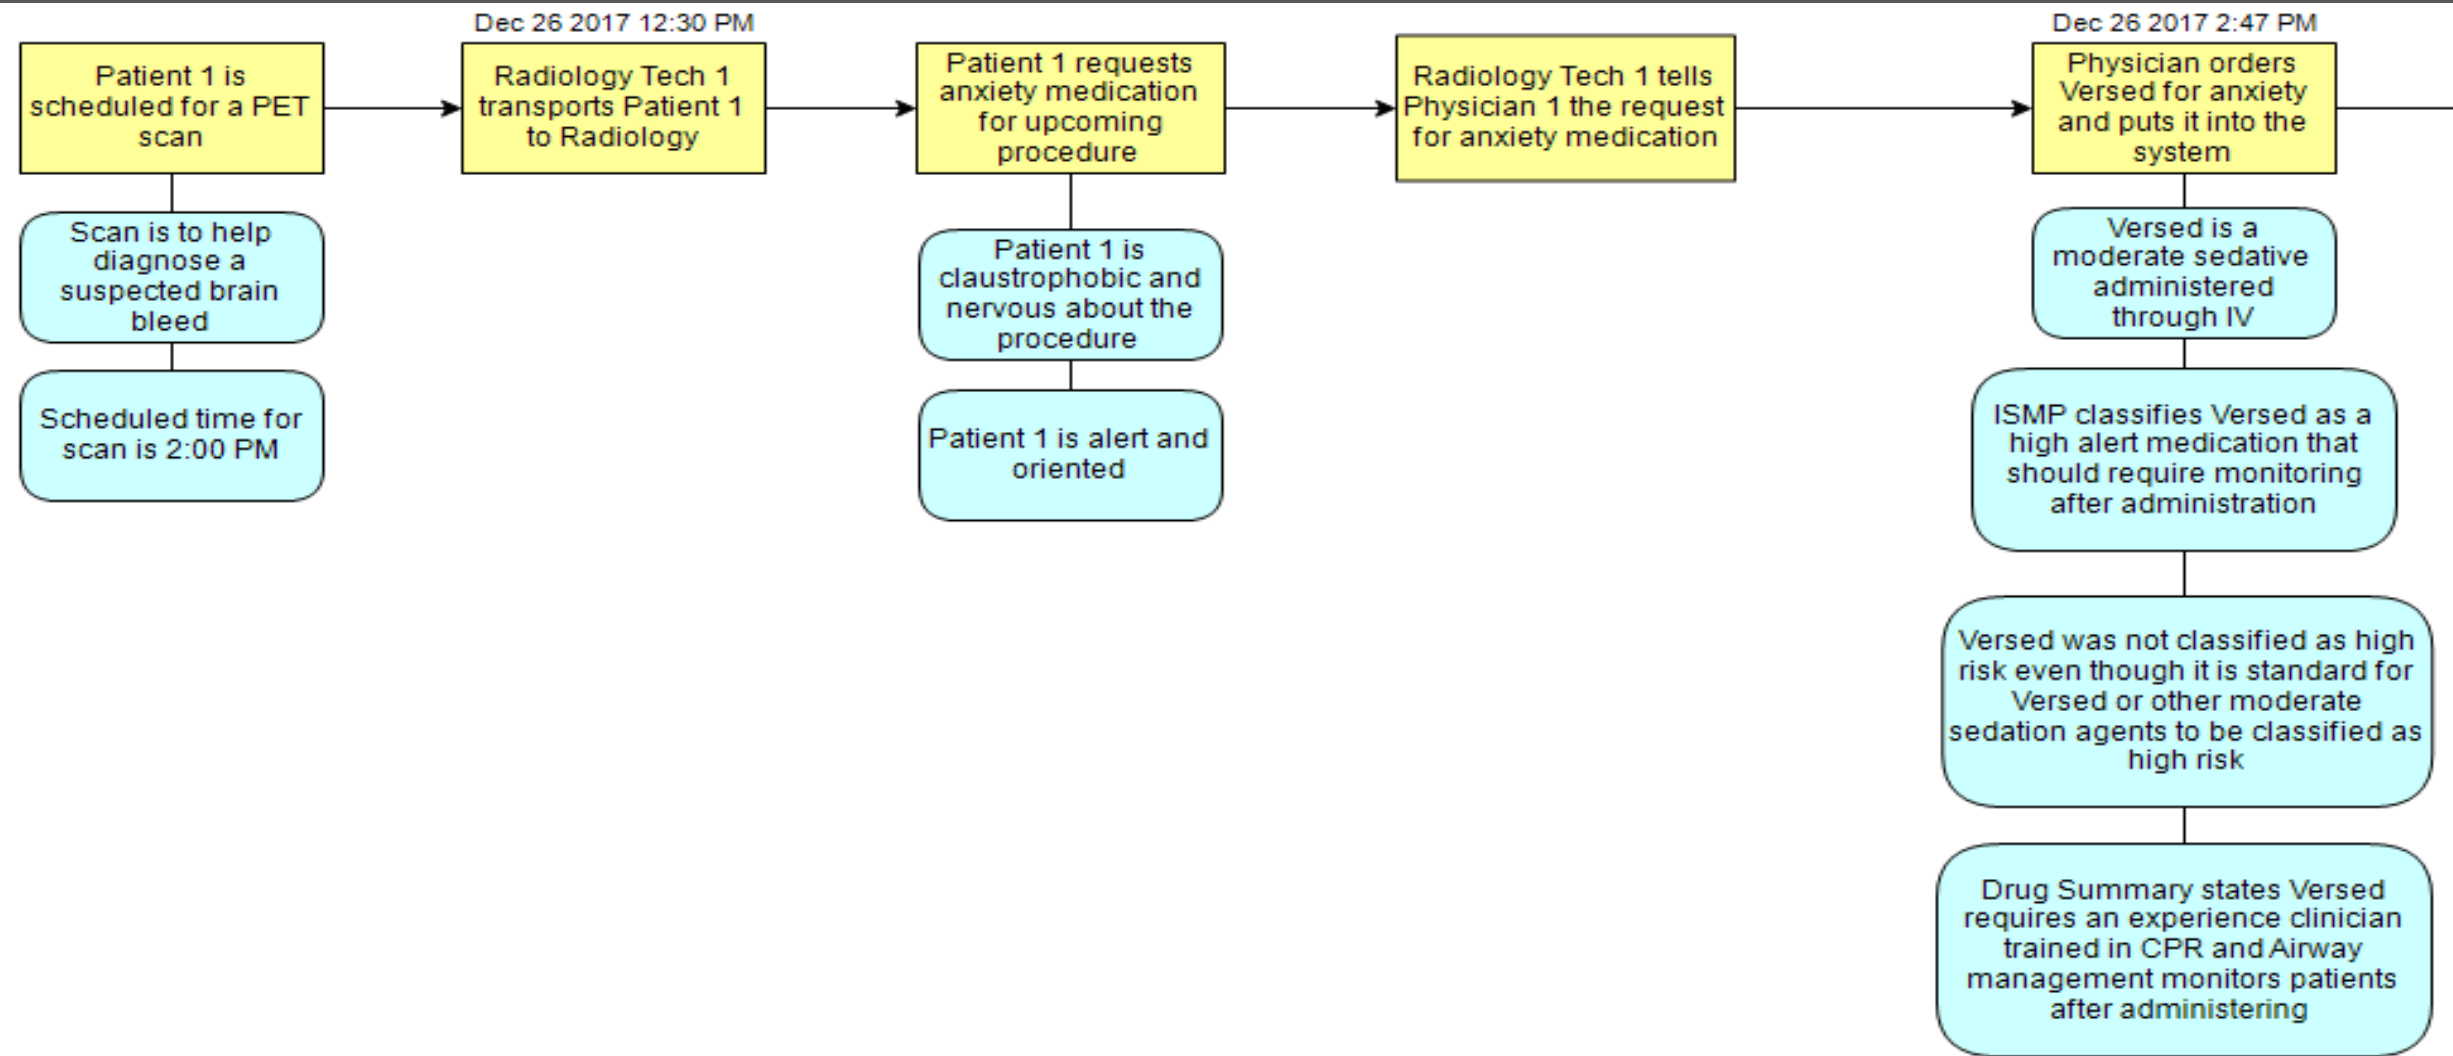 Dec 26 2017 12:30 PM
Dec 26 2017 2:47 PM
Patient 1 is
scheduled for a PET
scan
Radiology Tech 1
transports Patient 1
to Radiology
Patient 1 requests
anxiety medication
for upcoming
procedure
Radiology Tech 1 tells
Physician 1 the request
for anxiety medication
Physician orders
Versed for anxiety
and puts it into the
system
Scan is to help
diagnose a
suspected brain
bleed
Scheduled time for
scan is 2:00 PM
Patient 1 is
claustrophobic and
nervous about the
procedure
Patient 1 is alert and
oriented
Versed is a
moderate sedative
administered
through IV
ISMP classifies Versed as a
high alert medication that
should require monitoring
after administration
Versed was not classified as high
risk even though it is standard for
Versed or other moderate
sedation agents to be classified as
high risk
Drug Summary states Versed
requires an experience clinician
trained in CPR and Airway
management monitors patients
after administering